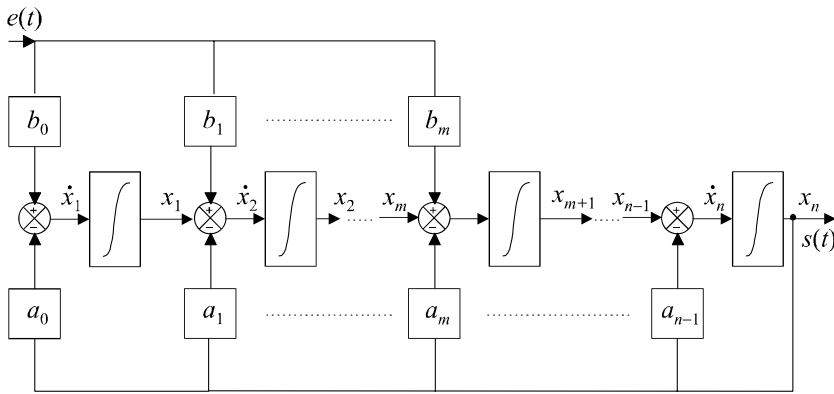 e(t)
b₀ b₁ ........ bₘ
ẋ₁ x₁ ẋ₂ x₂ ..... xₘ xₘ₊₁ ..... xₙ₋₁ ẋₙ xₙ
+ + + +
− − − −
s(t)
a₀ a₁ ........ aₘ ........ aₙ₋₁